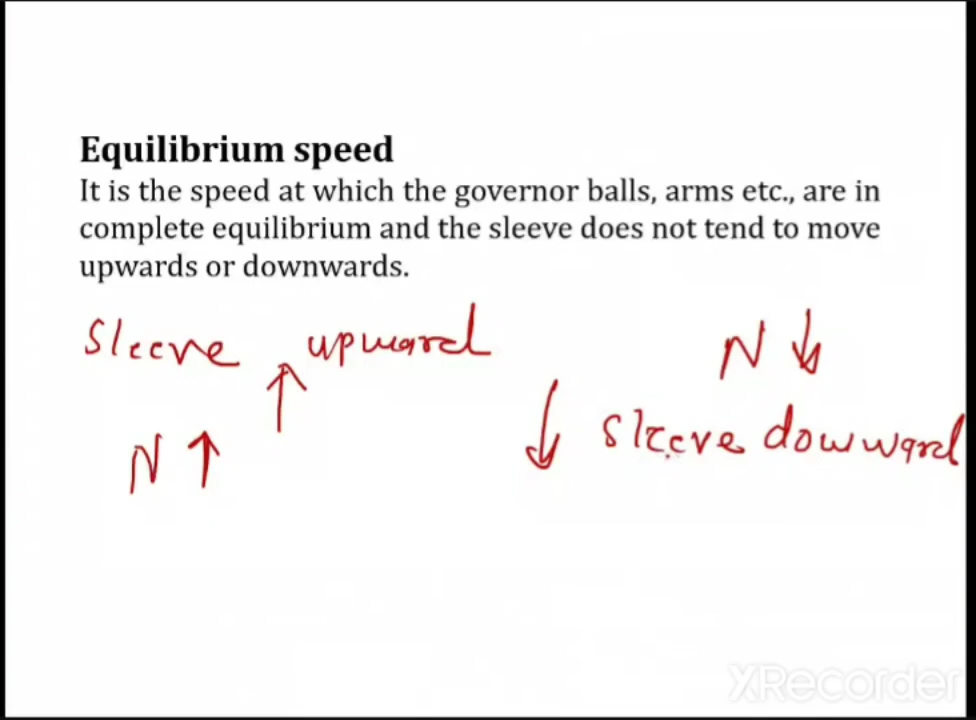 Equilibrium speed
It is the speed at which the governor balls, arms etc., are in
complete equilibrium and the sleeve does not tend to move
upwards or downwards.
Sleeve ↑ upward
N ↑
N ↓
↓ sleeve dowward
XRecorder